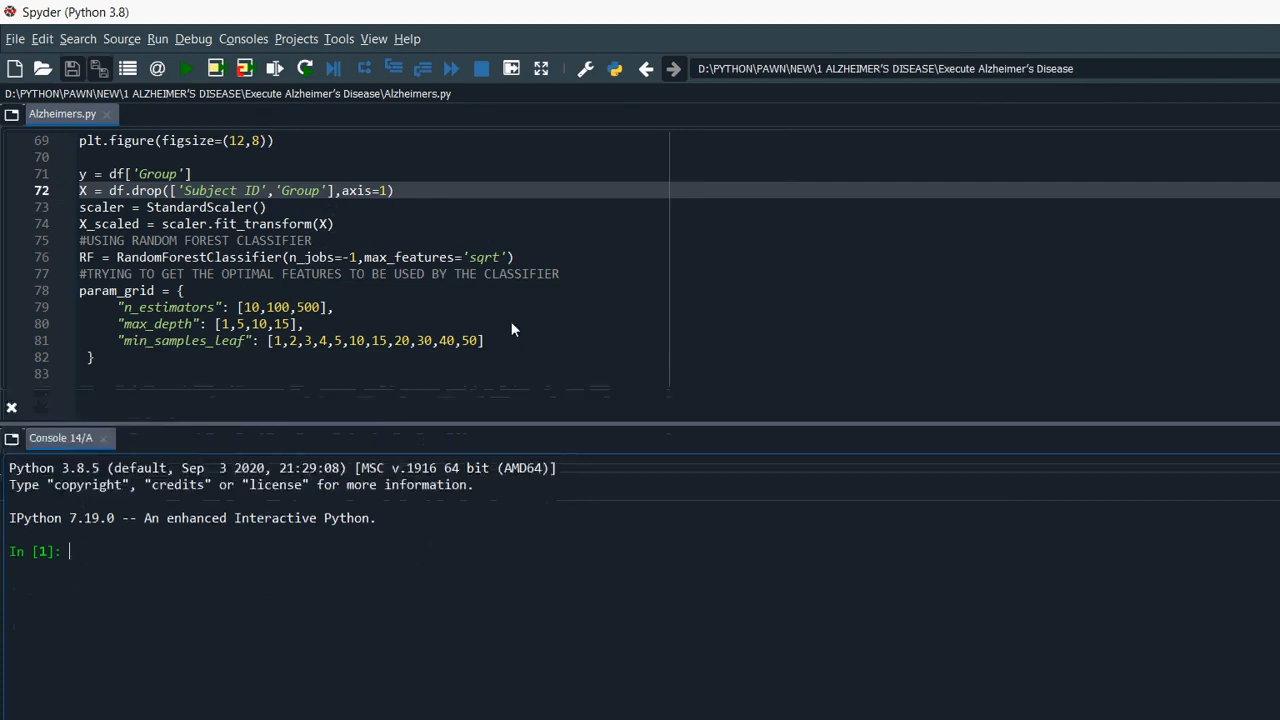 Spyder (Python 3.8)
File Edit Search Source Run Debug Consoles Projects Tools View Help
D:\PYTHON\PAWN\NEW\1 ALZHEIMER'S DISEASE\Execute Alzheimer's Disease
D:\PYTHON\PAWN\NEW\1 ALZHEIMER'S DISEASE\Execute Alzheimer's Disease\Alzheimers.py
Alzheimers.py
69 plt.figure(figsize=(12,8))
70
71 y = df['Group']
72 X = df.drop(['Subject ID','Group'],axis=1)
73 scaler = StandardScaler()
74 X_scaled = scaler.fit_transform(X)
75 #USING RANDOM FOREST CLASSIFIER
76 RF = RandomForestClassifier(n_jobs=-1,max_features='sqrt')
77 #TRYING TO GET THE OPTIMAL FEATURES TO BE USED BY THE CLASSIFIER
78 param_grid = {
79 "n_estimators": [10,100,500],
80 "max_depth": [1,5,10,15],
81 "min_samples_leaf": [1,2,3,4,5,10,15,20,30,40,50]
82 }
83
Console 14/A
Python 3.8.5 (default, Sep  3 2020, 21:29:08) [MSC v.1916 64 bit (AMD64)]
Type "copyright", "credits" or "license" for more information.
IPython 7.19.0 -- An enhanced Interactive Python.
In [1]: